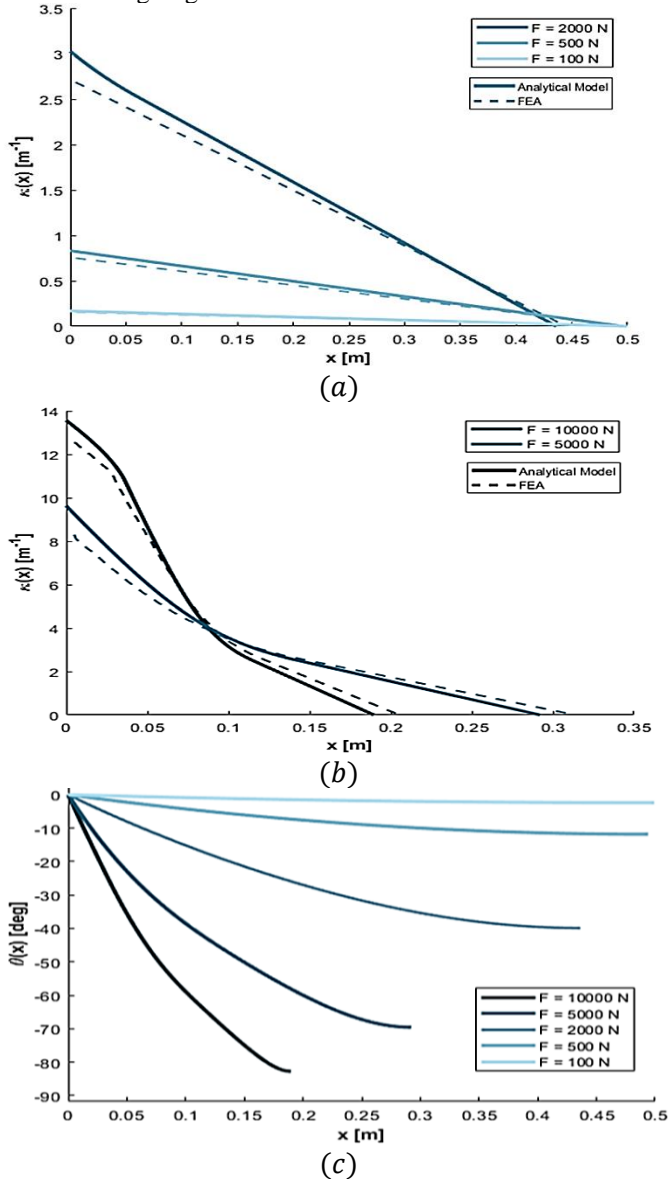 3.5
3
2.5
2
1.5
1
0.5
0
κ(x) [m⁻¹]
F = 2000 N
F = 500 N
F = 100 N
Analytical Model
FEA
0 0.05 0.1 0.15 0.2 0.25 0.3 0.35 0.4 0.45 0.5
x [m]
(a)
14
12
10
8
6
4
2
0
κ(x) [m⁻¹]
F = 10000 N
F = 5000 N
Analytical Model
FEA
0 0.05 0.1 0.15 0.2 0.25 0.3 0.35
x [m]
(b)
0
-10
-20
-30
-40
-50
-60
-70
-80
-90
θ(x) [deg]
F = 10000 N
F = 5000 N
F = 2000 N
F = 500 N
F = 100 N
0 0.05 0.1 0.15 0.2 0.25 0.3 0.35 0.4 0.45 0.5
x [m]
(c)